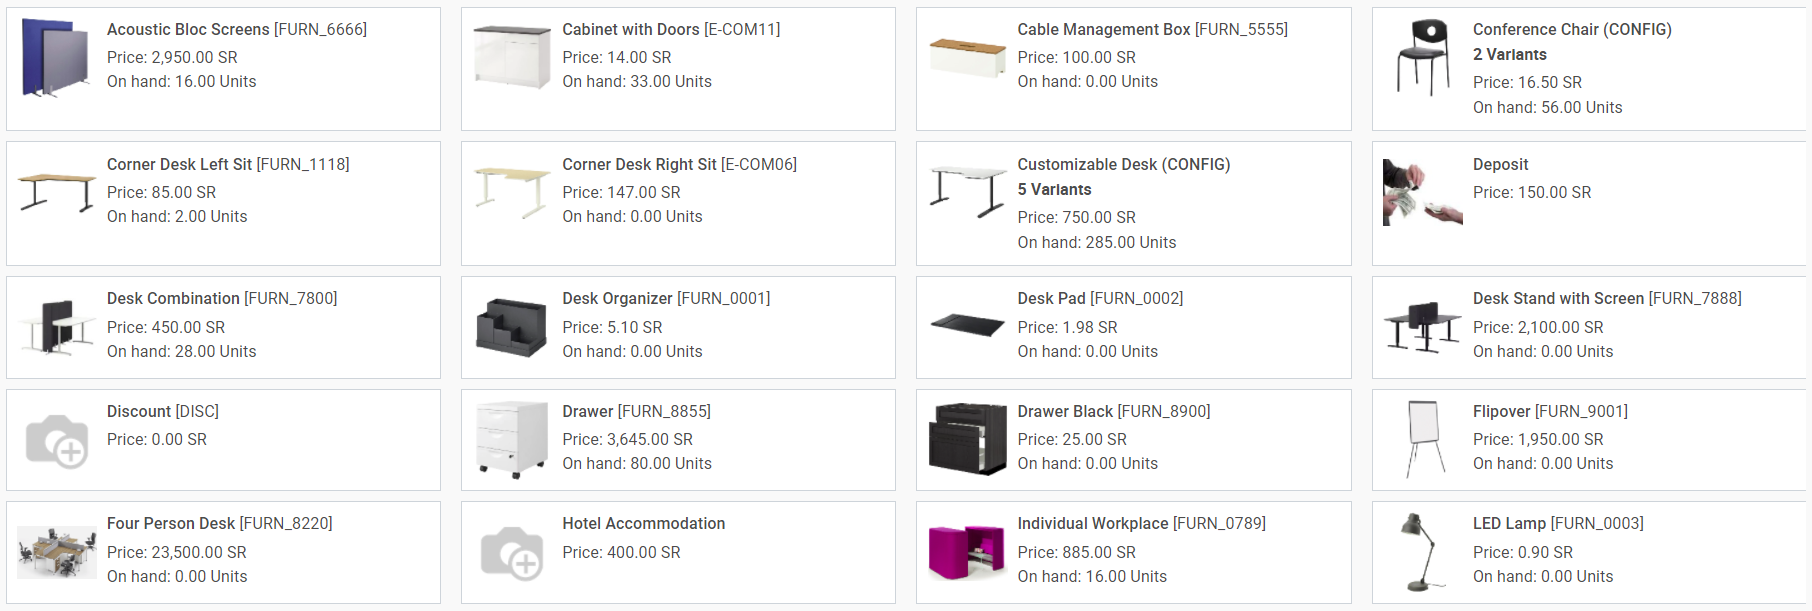 Acoustic Bloc Screens [FURN_6666]
Price: 2,950.00 SR
On hand: 16.00 Units
Cabinet with Doors [E-COM11]
Price: 14.00 SR
On hand: 33.00 Units
Cable Management Box [FURN_5555]
Price: 100.00 SR
On hand: 0.00 Units
Conference Chair (CONFIG)
2 Variants
Price: 16.50 SR
On hand: 56.00 Units
Corner Desk Left Sit [FURN_1118]
Price: 85.00 SR
On hand: 2.00 Units
Corner Desk Right Sit [E-COM06]
Price: 147.00 SR
On hand: 0.00 Units
Customizable Desk (CONFIG)
5 Variants
Price: 750.00 SR
On hand: 285.00 Units
Deposit
Price: 150.00 SR
Desk Combination [FURN_7800]
Price: 450.00 SR
On hand: 28.00 Units
Desk Organizer [FURN_0001]
Price: 5.10 SR
On hand: 0.00 Units
Desk Pad [FURN_0002]
Price: 1.98 SR
On hand: 0.00 Units
Desk Stand with Screen [FURN_7888]
Price: 2,100.00 SR
On hand: 0.00 Units
Discount [DISC]
Price: 0.00 SR
Drawer [FURN_8855]
Price: 3,645.00 SR
On hand: 80.00 Units
Drawer Black [FURN_8900]
Price: 25.00 SR
On hand: 0.00 Units
Flipover [FURN_9001]
Price: 1,950.00 SR
On hand: 0.00 Units
Four Person Desk [FURN_8220]
Price: 23,500.00 SR
On hand: 0.00 Units
Hotel Accommodation
Price: 400.00 SR
Individual Workplace [FURN_0789]
Price: 885.00 SR
On hand: 16.00 Units
LED Lamp [FURN_0003]
Price: 0.90 SR
On hand: 0.00 Units